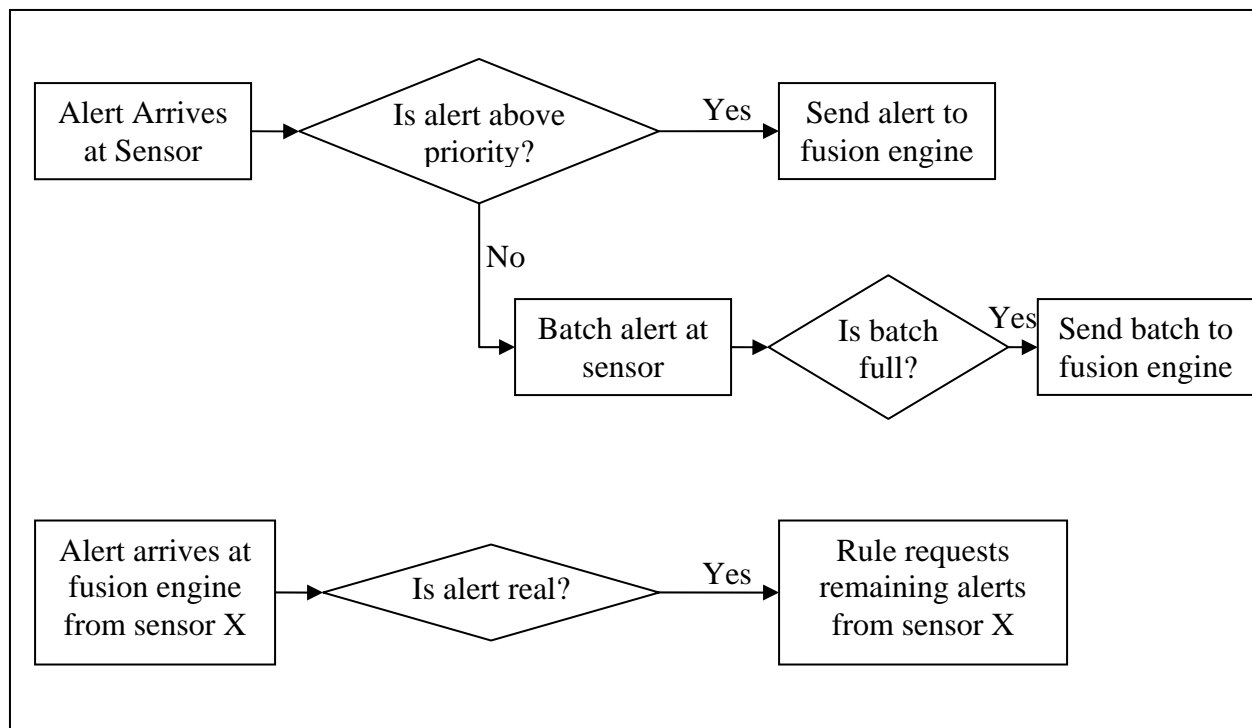 Alert Arrives
at Sensor
Is alert above
priority?
Yes
Send alert to
fusion engine
No
Batch alert at
sensor
Is batch
full?
Yes
Send batch to
fusion engine
Alert arrives at
fusion engine
from sensor X
Is alert real?
Yes
Rule requests
remaining alerts
from sensor X